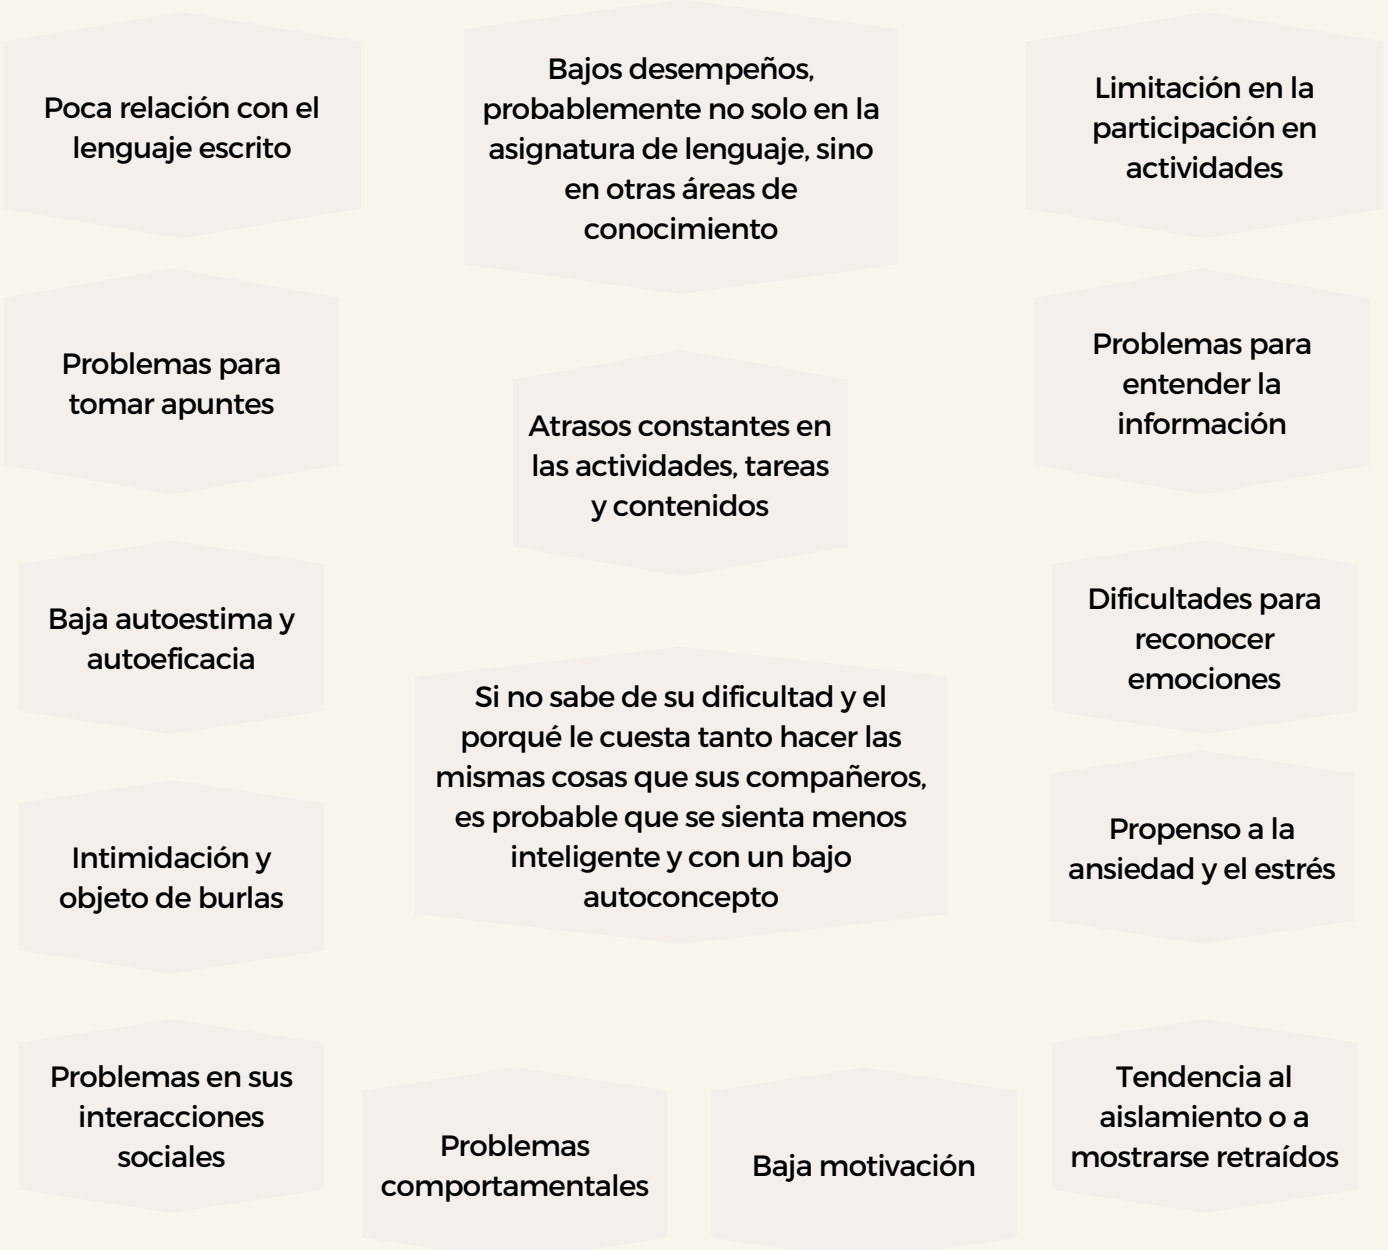 Poca relación con el
lenguaje escrito
Bajos desempeños,
probablemente no solo en la
asignatura de lenguaje, sino
en otras áreas de
conocimiento
Limitación en la
participación en
actividades
Problemas para
tomar apuntes
Atrasos constantes en
las actividades, tareas
y contenidos
Problemas para
entender la
información
Baja autoestima y
autoeficacia
Si no sabe de su dificultad y el
porqué le cuesta tanto hacer las
mismas cosas que sus compañeros,
es probable que se sienta menos
inteligente y con un bajo
autoconcepto
Dificultades para
reconocer
emociones
Intimidación y
objeto de burlas
Propenso a la
ansiedad y el estrés
Problemas en sus
interacciones
sociales
Problemas
comportamentales
Baja motivación
Tendencia al
aislamiento o a
mostrarse retraídos